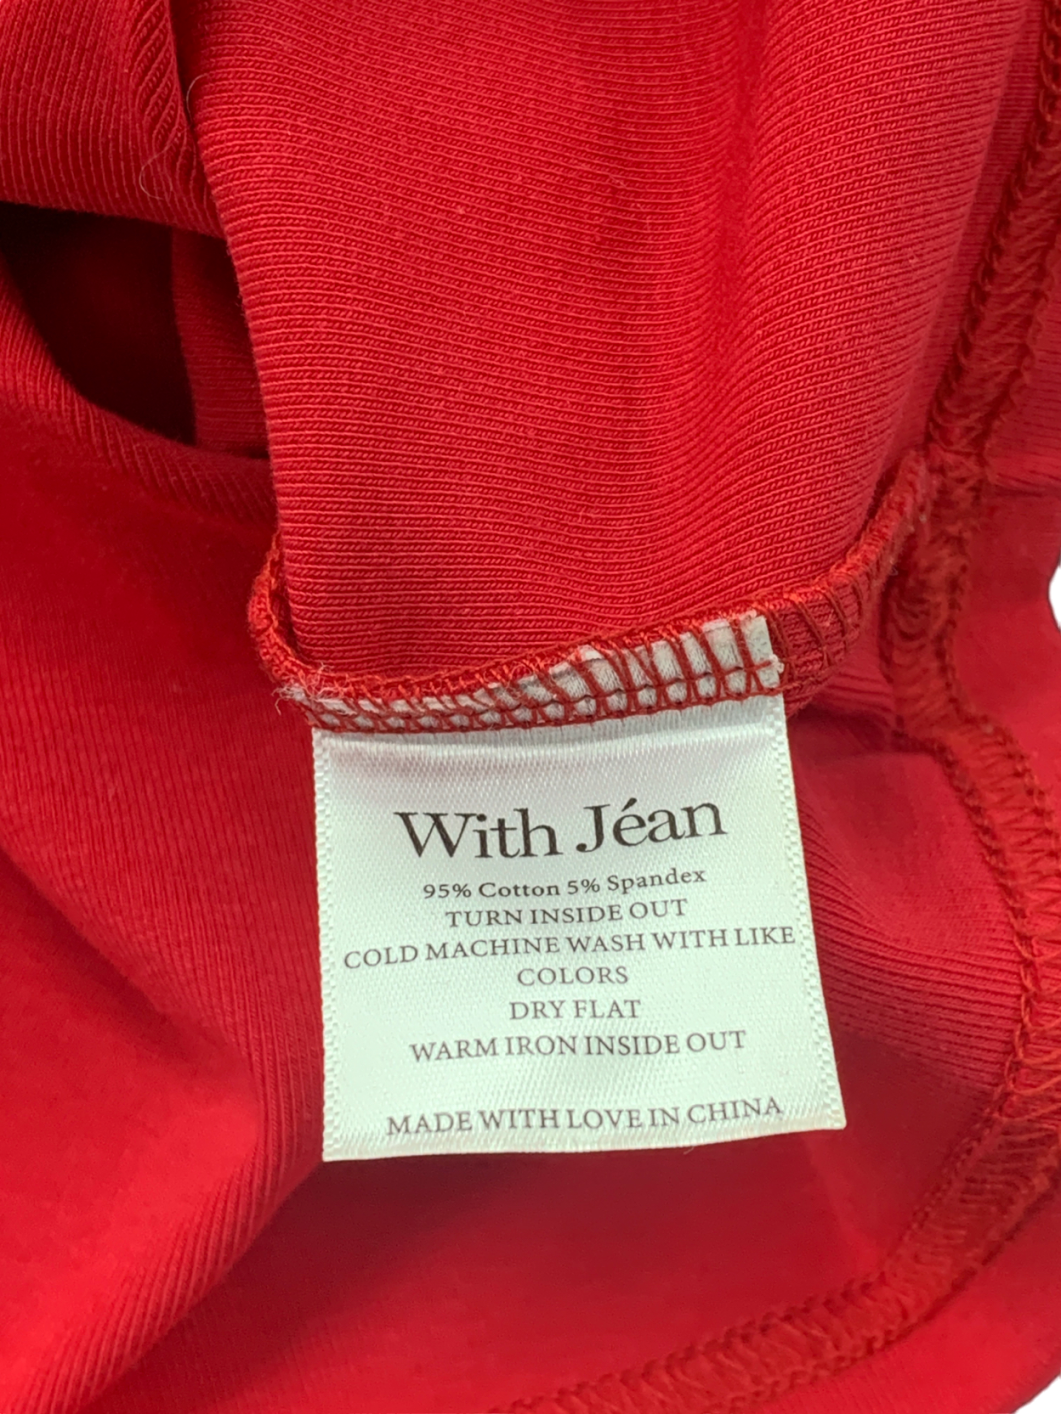 With Jéan
95% Cotton 5% Spandex
TURN INSIDE OUT
COLD MACHINE WASH WITH LIKE
COLORS
DRY FLAT
WARM IRON INSIDE OUT
MADE WITH LOVE IN CHINA